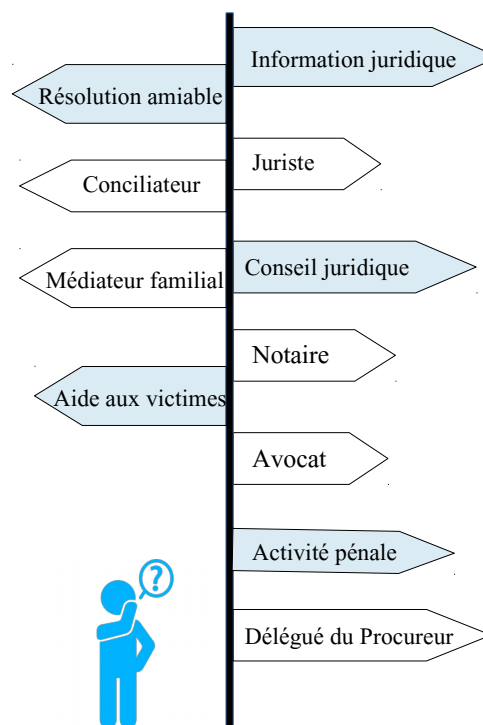 Information juridique
Résolution amiable
Juriste
Conciliateur
Conseil juridique
Médiateur familial
Notaire
Aide aux victimes
Avocat
Activité pénale
?
Délégué du Procureur